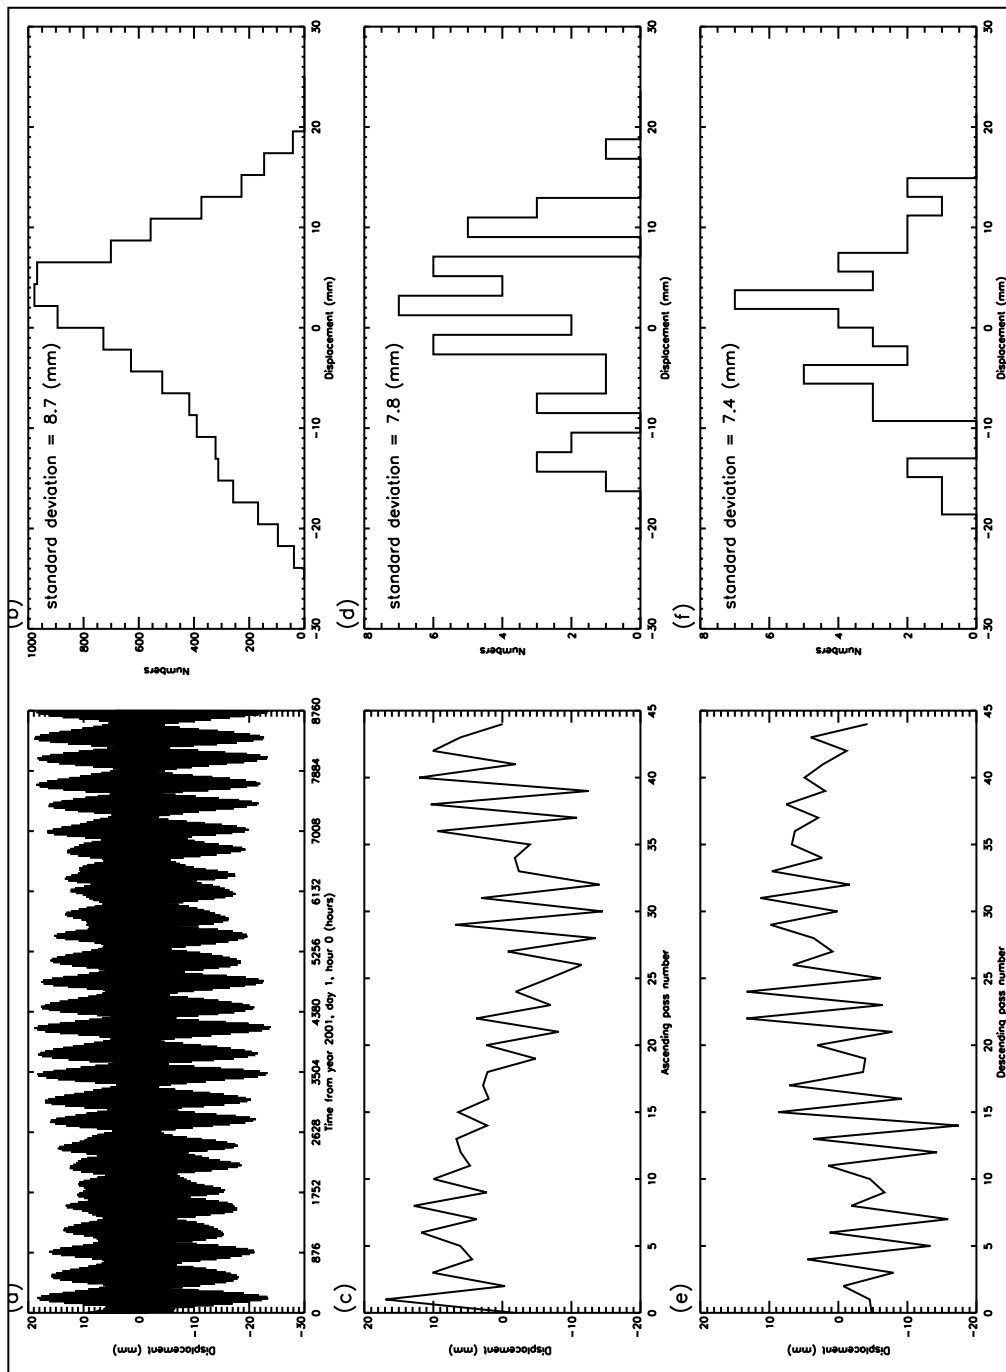 (a)
20
10
0
-10
-20
-30
Displacement (mm)
0 876 1752 2628 3504 4380 5256 6132 7008 7884 8760
Time from year 2001, day 1, hour 0 (hours)
(b)
standard deviation = 8.7 (mm)
1000
800
600
400
200
0
Numbers
-30 -20 -10 0 10 20 30
Displacement (mm)
(c)
20
10
0
-10
-20
Displacement (mm)
0 5 10 15 20 25 30 35 40 45
Ascending pass number
(d)
standard deviation = 7.8 (mm)
8
6
4
2
0
Numbers
-30 -20 -10 0 10 20 30
Displacement (mm)
(e)
20
10
0
-10
-20
Displacement (mm)
0 5 10 15 20 25 30 35 40 45
Descending pass number
(f)
standard deviation = 7.4 (mm)
8
6
4
2
0
Numbers
-30 -20 -10 0 10 20 30
Displacement (mm)